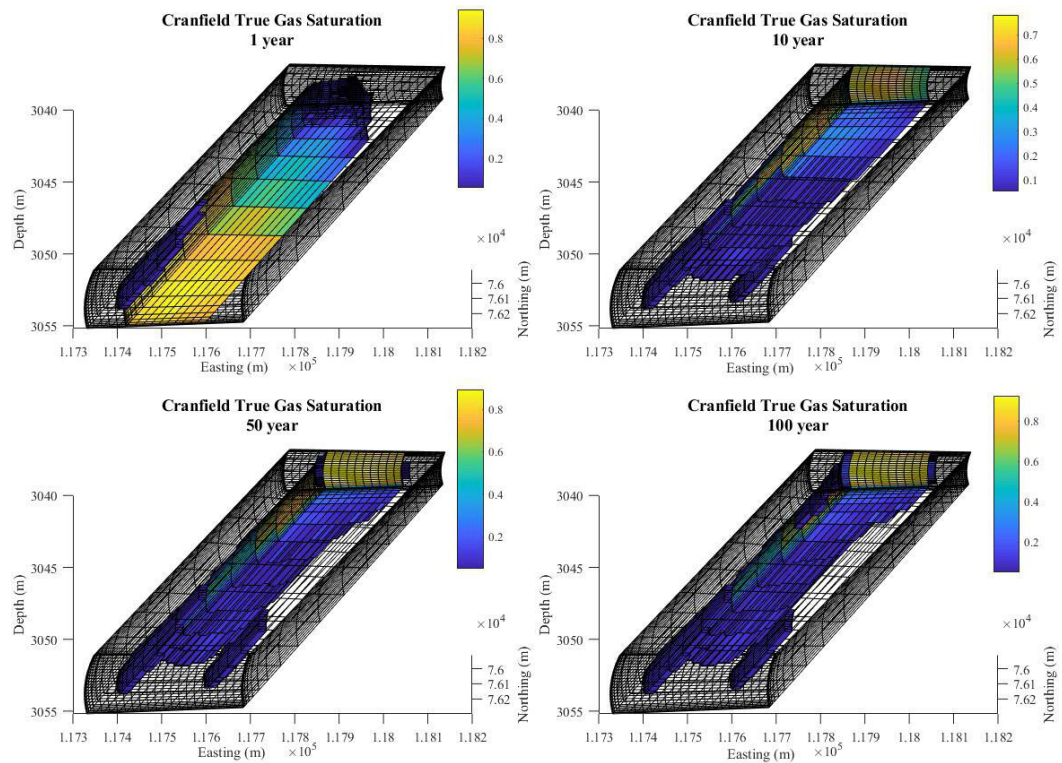 Cranfield True Gas Saturation
1 year
0.8
0.6
0.4
0.2
3040
3045
3050
3055
Depth (m)
×10⁴
7.6
7.61
7.62
Northing (m)
1.173 1.174 1.175 1.176 1.177 1.178 1.179 1.18 1.181 1.182
Easting (m) ×10⁵
Cranfield True Gas Saturation
10 year
0.7
0.6
0.5
0.4
0.3
0.2
0.1
3040
3045
3050
3055
Depth (m)
×10⁴
7.6
7.61
7.62
Northing (m)
1.173 1.174 1.175 1.176 1.177 1.178 1.179 1.18 1.181 1.182
Easting (m) ×10⁵
Cranfield True Gas Saturation
50 year
0.8
0.6
0.4
0.2
3040
3045
3050
3055
Depth (m)
×10⁴
7.6
7.61
7.62
Northing (m)
1.173 1.174 1.175 1.176 1.177 1.178 1.179 1.18 1.181 1.182
Easting (m) ×10⁵
Cranfield True Gas Saturation
100 year
0.8
0.6
0.4
0.2
3040
3045
3050
3055
Depth (m)
×10⁴
7.6
7.61
7.62
Northing (m)
1.173 1.174 1.175 1.176 1.177 1.178 1.179 1.18 1.181 1.182
Easting (m) ×10⁵